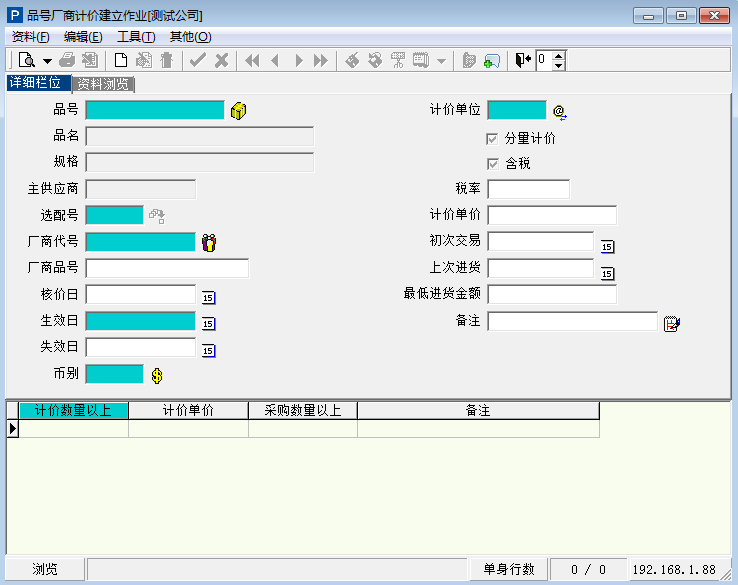 P 品号厂商计价建立作业[测试公司]
资料(F) 编辑(E) 工具(T) 其他(O)
0
详细栏位 资料浏览
品号 计价单位 @
品名 分量计价
规格 含税
主供应商 税率
选配号 计价单价
厂商代号 初次交易 15
厂商品号 上次进货 15
核价日 15 最低进货金额
生效日 15 备注
失效日 15
币别 $
计价数量以上 计价单价 采购数量以上 备注
浏览 单身行数 0 / 0 192.168.1.88